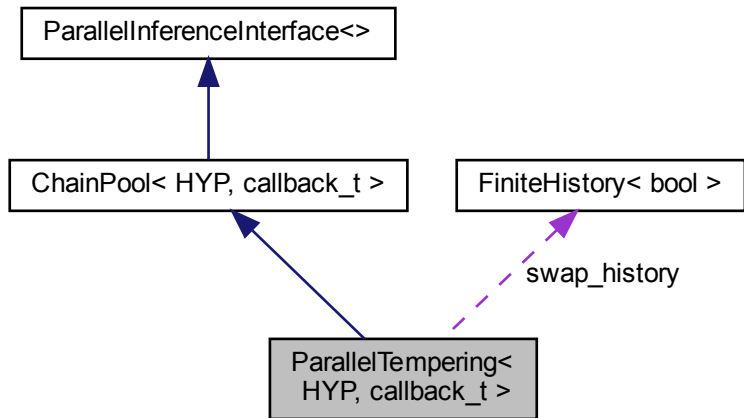 ParallelInferenceInterface<>
ChainPool< HYP, callback_t >
FiniteHistory< bool >
swap_history
ParallelTempering<
HYP, callback_t >